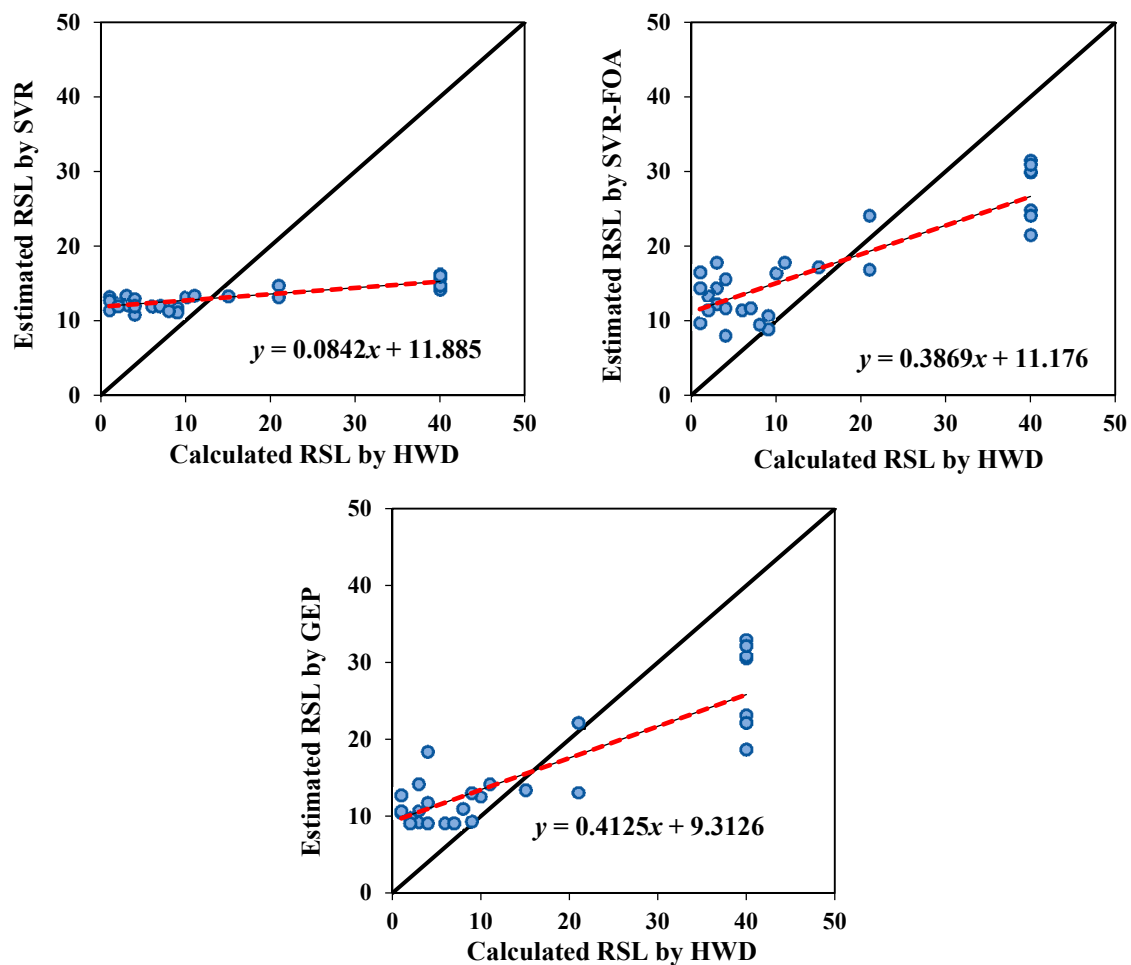 Estimated RSL by SVR
50
40
30
20
10
0
y = 0.0842x + 11.885
0 10 20 30 40 50
Calculated RSL by HWD
Estimated RSL by SVR-FOA
50
40
30
20
10
0
y = 0.3869x + 11.176
0 10 20 30 40 50
Calculated RSL by HWD
Estimated RSL by GEP
50
40
30
20
10
0
y = 0.4125x + 9.3126
0 10 20 30 40 50
Calculated RSL by HWD